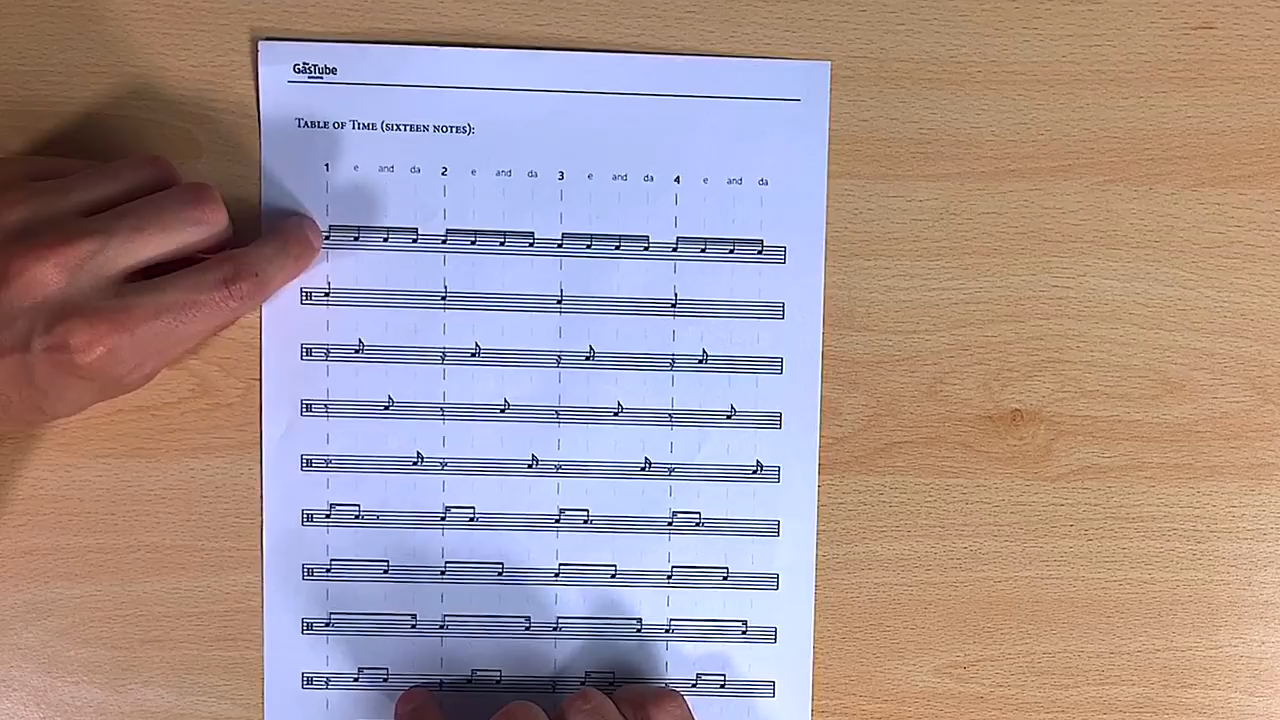 GasTube
Table of Time (sixteen notes):
1 e and da 2 e and da 3 e and da 4 e and da